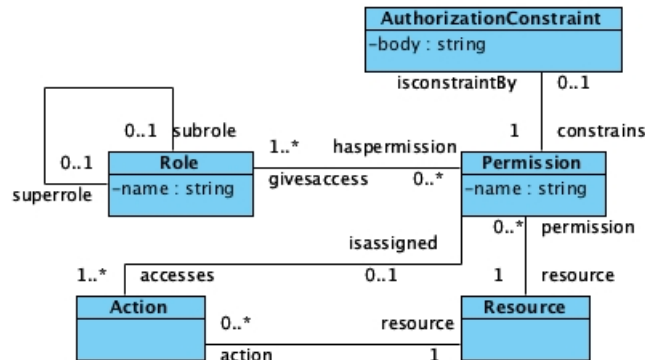 AuthorizationConstraint
-body : string
isconstraintBy 0..1
1 constrains
0..1 subrole
1..* haspermission
0..1 Role Permission
superrole -name : string givesaccess 0..* -name : string
0..* permission
isassigned
1..* accesses 0..1 1 resource
Action Resource
0..* resource
action 1